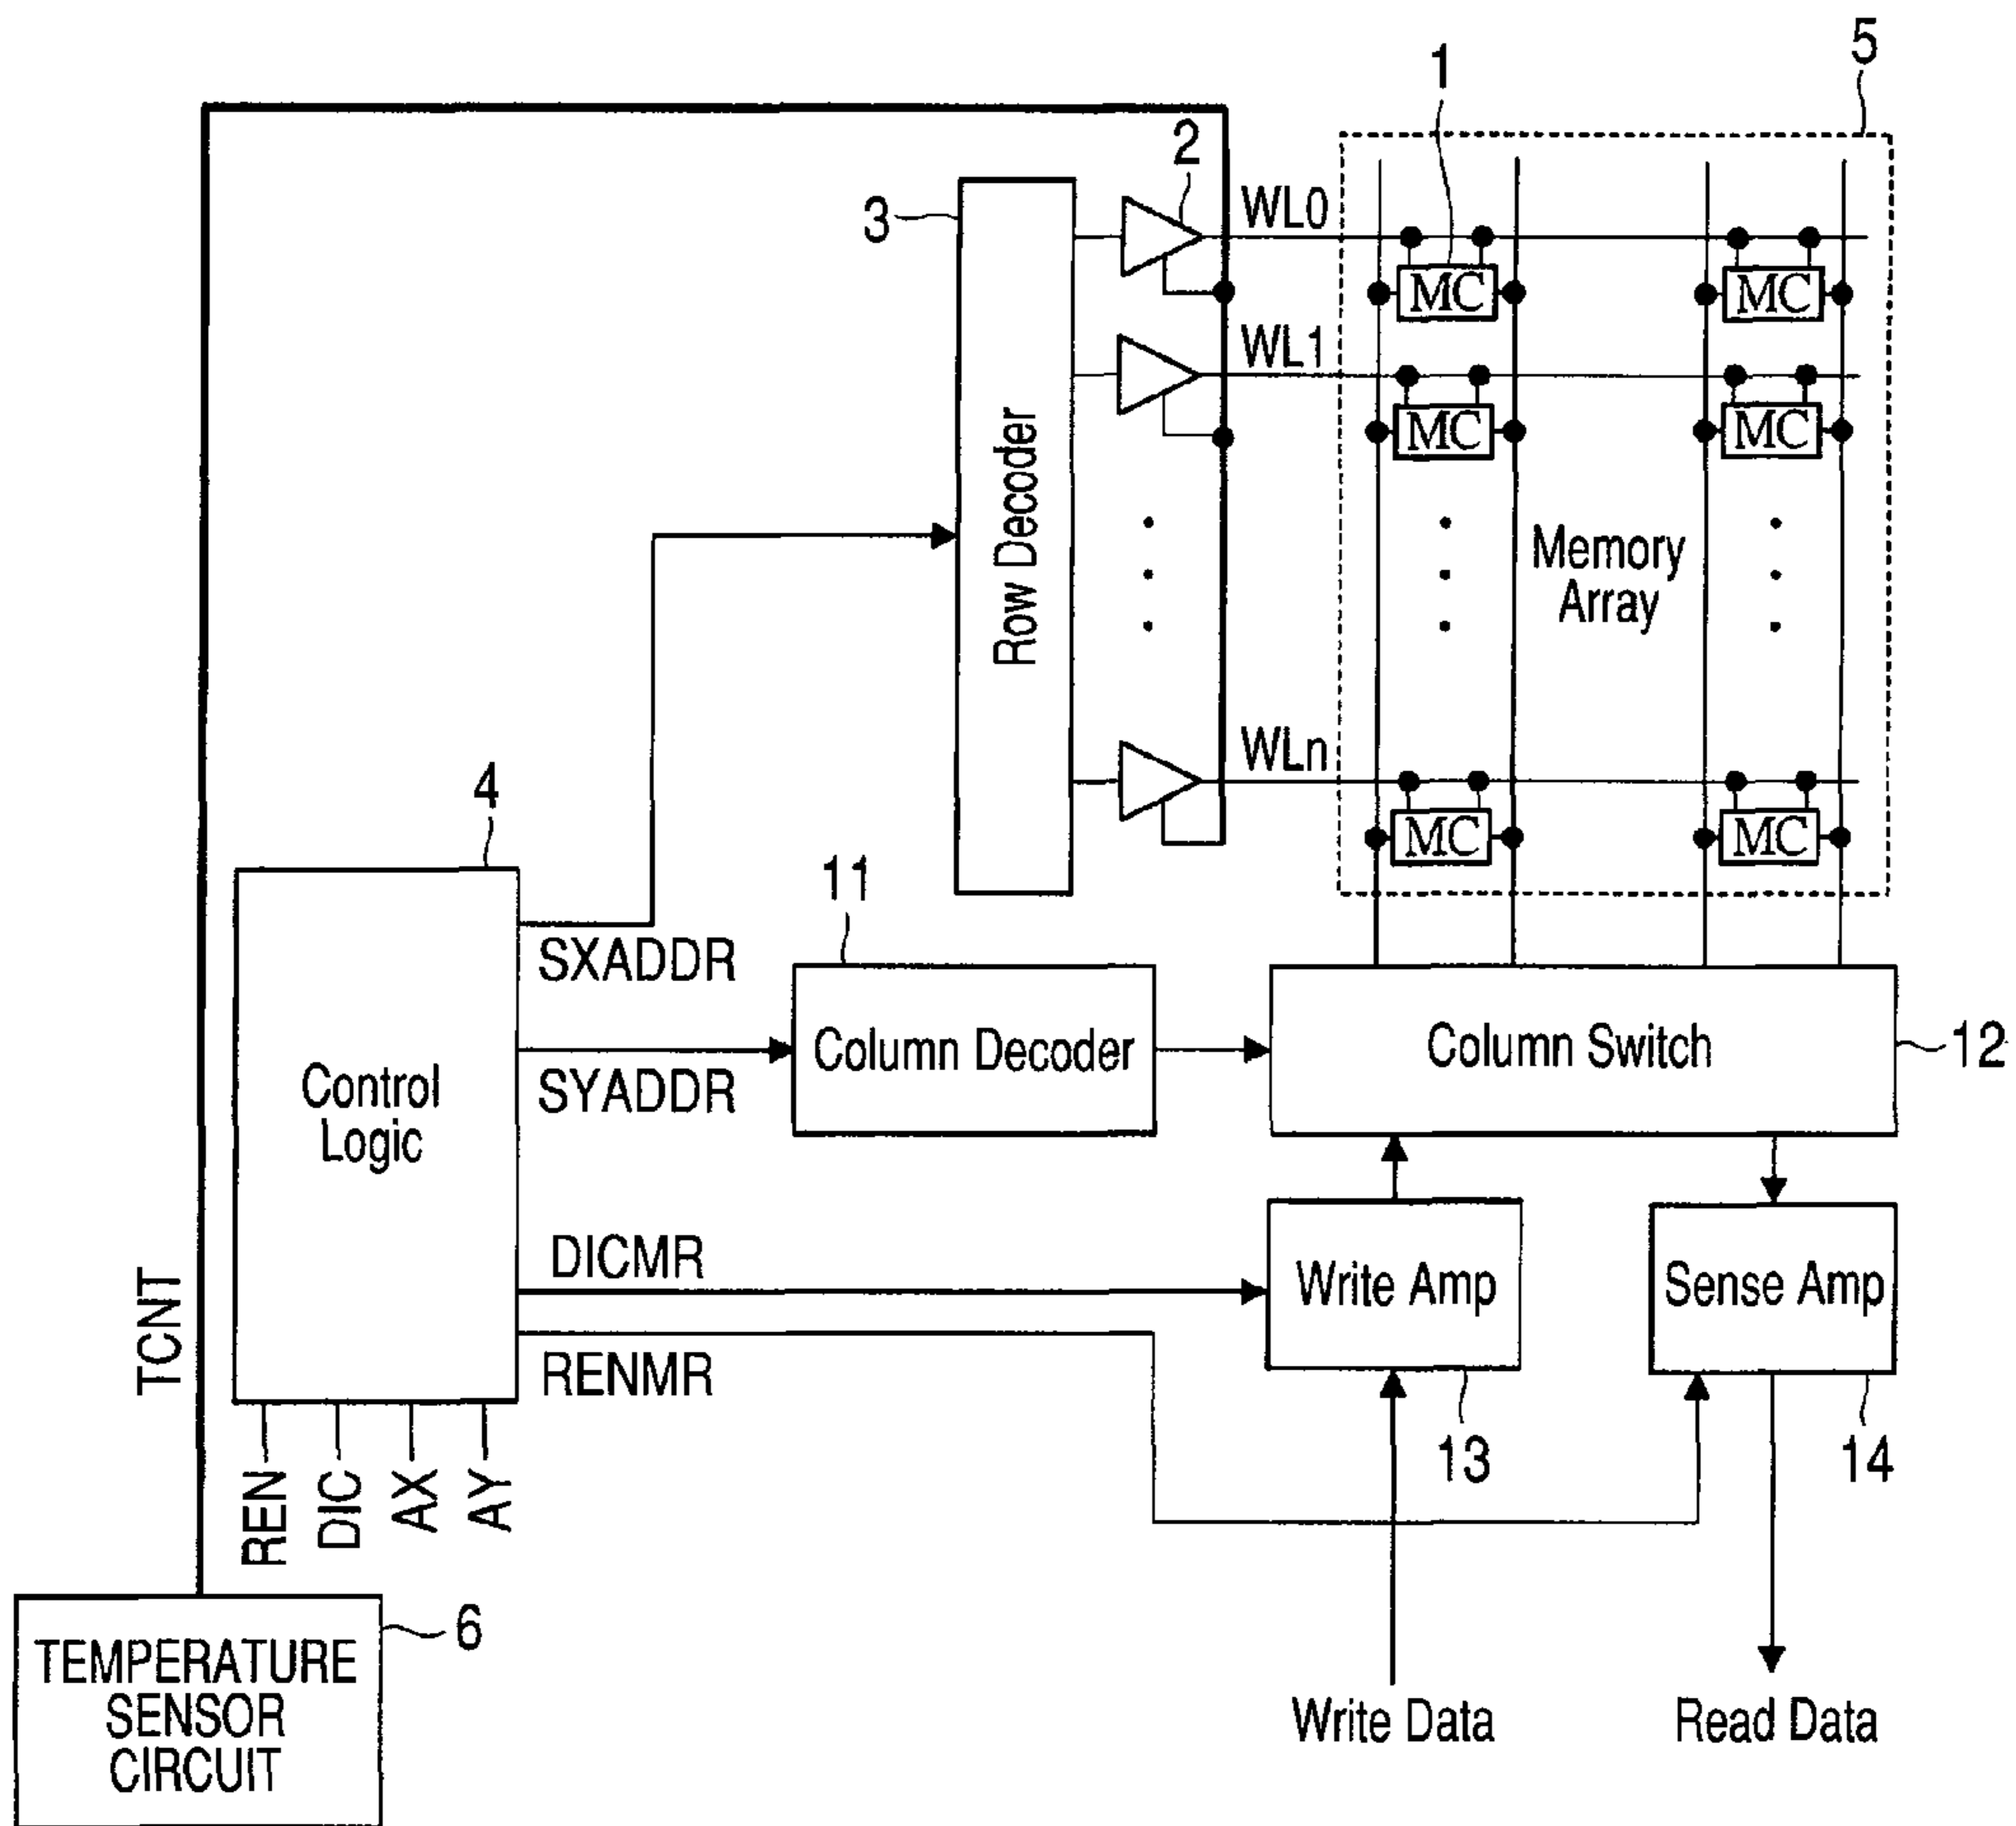 5
1
2
3
WL0
MC
MC
WL1
MC
MC
Row Decoder
Memory
Array
WLn
MC
MC
4
11
SXADDR
Control
Logic
SYADDR
Column Decoder
Column Switch
12
DICMR
Write Amp
Sense Amp
TCNT
RENMR
13
14
REN
DIC
AX
AY
6
TEMPERATURE
SENSOR
CIRCUIT
Write Data
Read Data